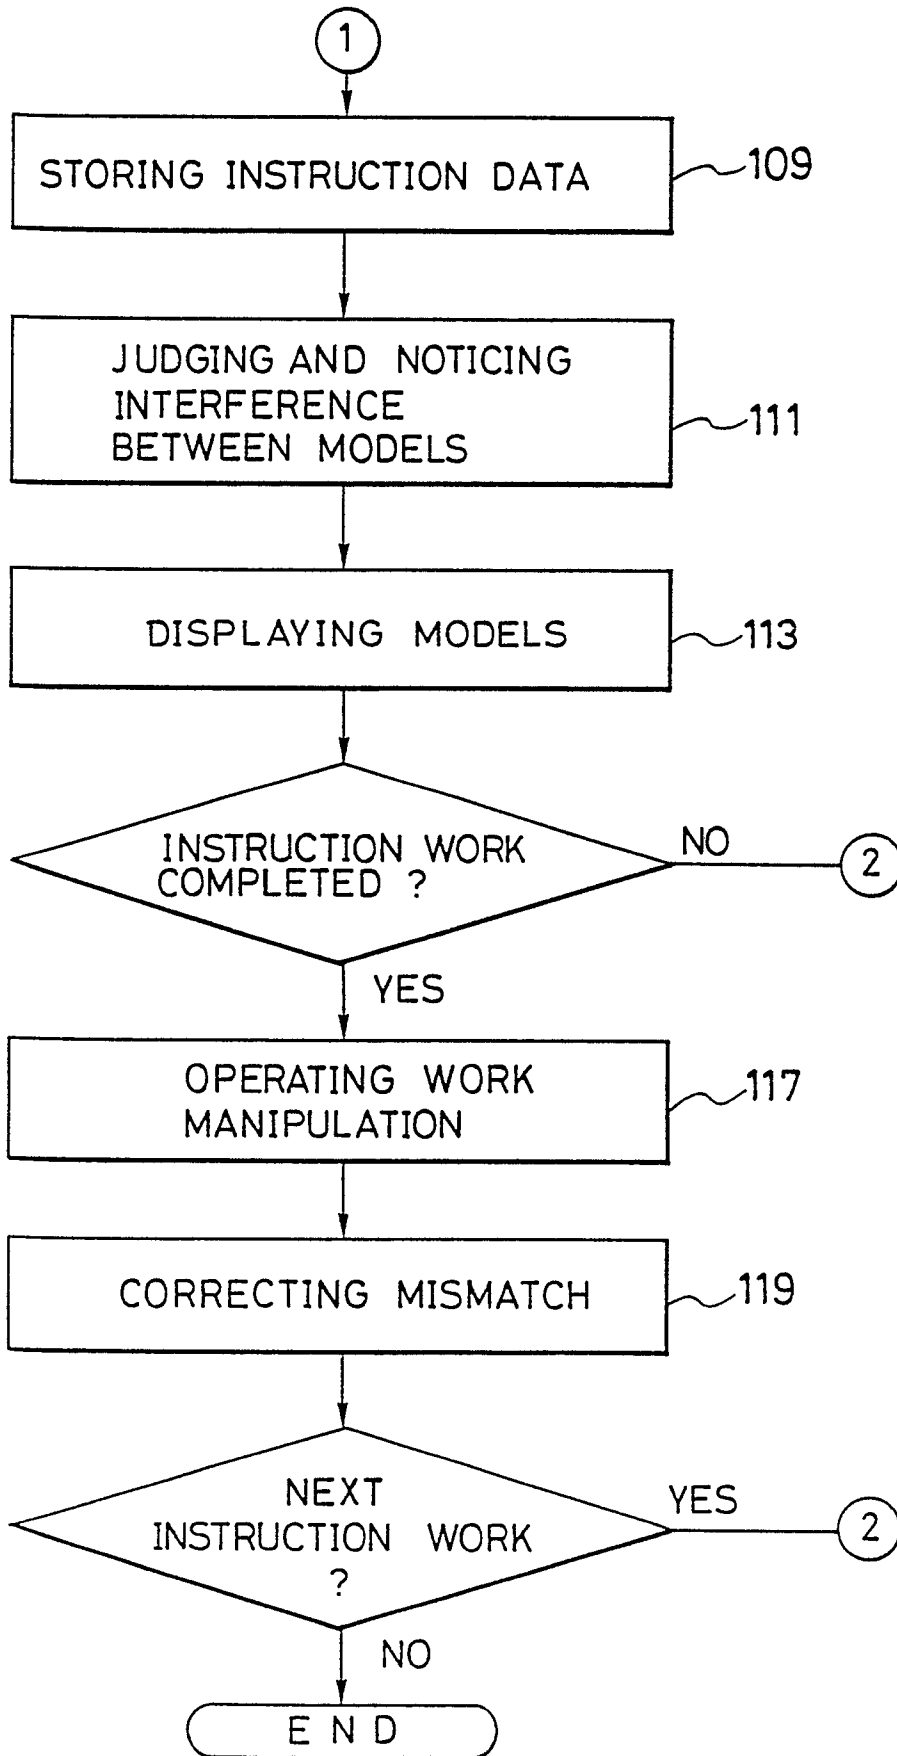 1
STORING INSTRUCTION DATA
109
JUDGING AND NOTICING
INTERFERENCE
BETWEEN MODELS
111
DISPLAYING MODELS
113
INSTRUCTION WORK
COMPLETED ?
NO
2
YES
OPERATING WORK
MANIPULATION
117
CORRECTING MISMATCH
119
NEXT
INSTRUCTION WORK
?
YES
2
NO
END